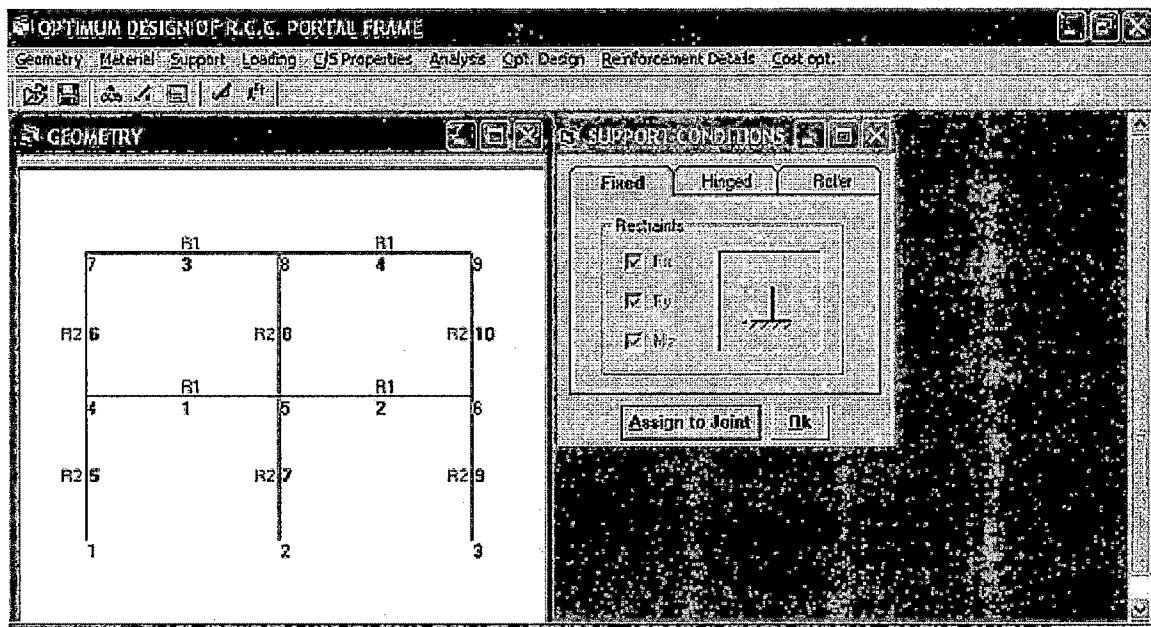 OPTIMUM DESIGN OF R.C.C. PORTAL FRAME
Geometry Material Support Loading C/S Properties Analysis Opt. Design Reinforcement Details Cost opt.
GEOMETRY
R1 R1
7 3 8 4 9
R2 6 R2 8 R2 10
R1 R1
4 1 5 2 6
R2 5 R2 7 R2 9
1 2 3
SUPPORT CONDITIONS
Fixed Hinged Roller
Restraints
Fx
Fy
Mz
Assign to Joint Ok